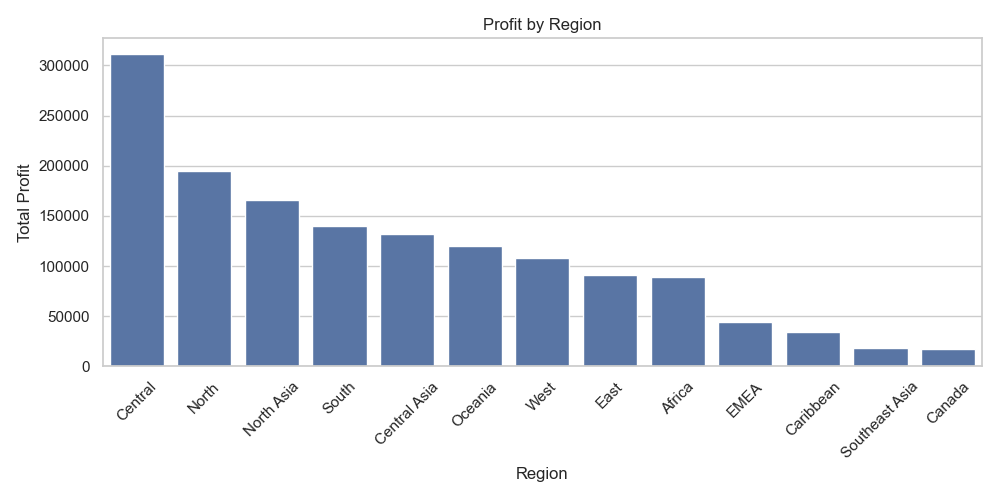 Profit by Region
300000
250000
200000
150000
100000
50000
0
Total Profit
Central
North
North Asia
South
Central Asia
Oceania
West
East
Africa
EMEA
Caribbean
Southeast Asia
Canada
Region